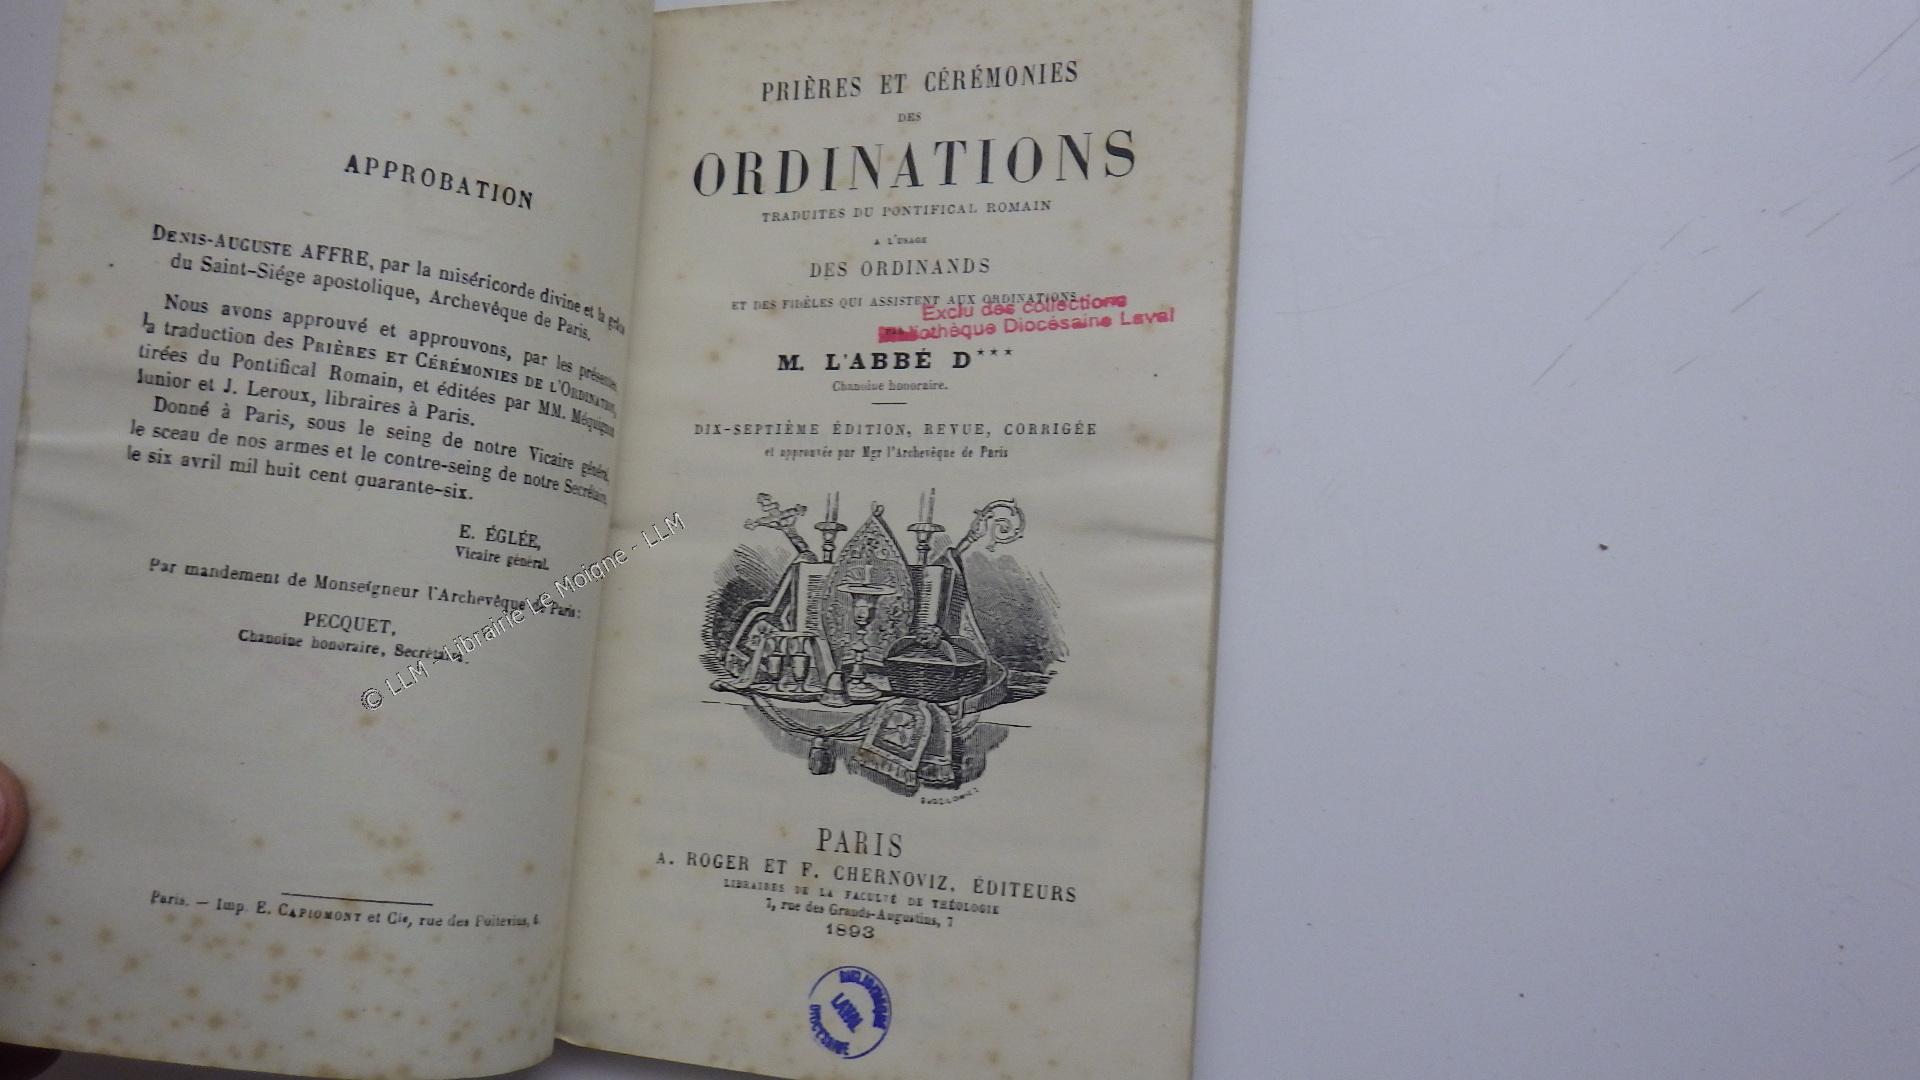 APPROBATION
DENIS-AUGUSTE AFFRE, par la miséricorde divine et la grâce
du Saint-Siége apostolique, Archevêque de Paris.
Nous avons approuvé et approuvons, par les présentes,
la traduction des PRIÈRES ET CÉRÉMONIES DE L'ORDINATION,
tirées du Pontifical Romain, et éditées par MM. Méquignon
Junior et J. Leroux, libraires à Paris.
Donné à Paris, sous le seing de notre Vicaire général,
le sceau de nos armes et le contre-seing de notre Secrétaire,
le six avril mil huit cent quarante-six.
E. ÉGLÉE,
Vicaire général.
Par mandement de Monseigneur l'Archevêque de Paris:
PECQUET,
Chanoine honoraire, Secrétaire.
© LLM - Librairie Le Moigne - LLM
Paris. — Imp. E. CAPIOMONT et Cie, rue des Poitevins, 6.
PRIÈRES ET CÉRÉMONIES
DES
ORDINATIONS
TRADUITES DU PONTIFICAL ROMAIN
A L'USAGE
DES ORDINANDS
ET DES FIDÈLES QUI ASSISTENT AUX ORDINATIONS
Exclu des collections
Bibliothèque Diocésaine Laval
M. L'ABBÉ D***
Chanoine honoraire.
DIX-SEPTIÈME ÉDITION, REVUE, CORRIGÉE
et approuvée par Mgr l'Archevêque de Paris
PARIS
A. ROGER ET F. CHERNOVIZ, ÉDITEURS
LIBRAIRES DE LA FACULTÉ DE THÉOLOGIE
7, rue des Grands-Augustins, 7
1893
BIBLIOTHÈQUE
LAVAL
DIOCÉSAINE